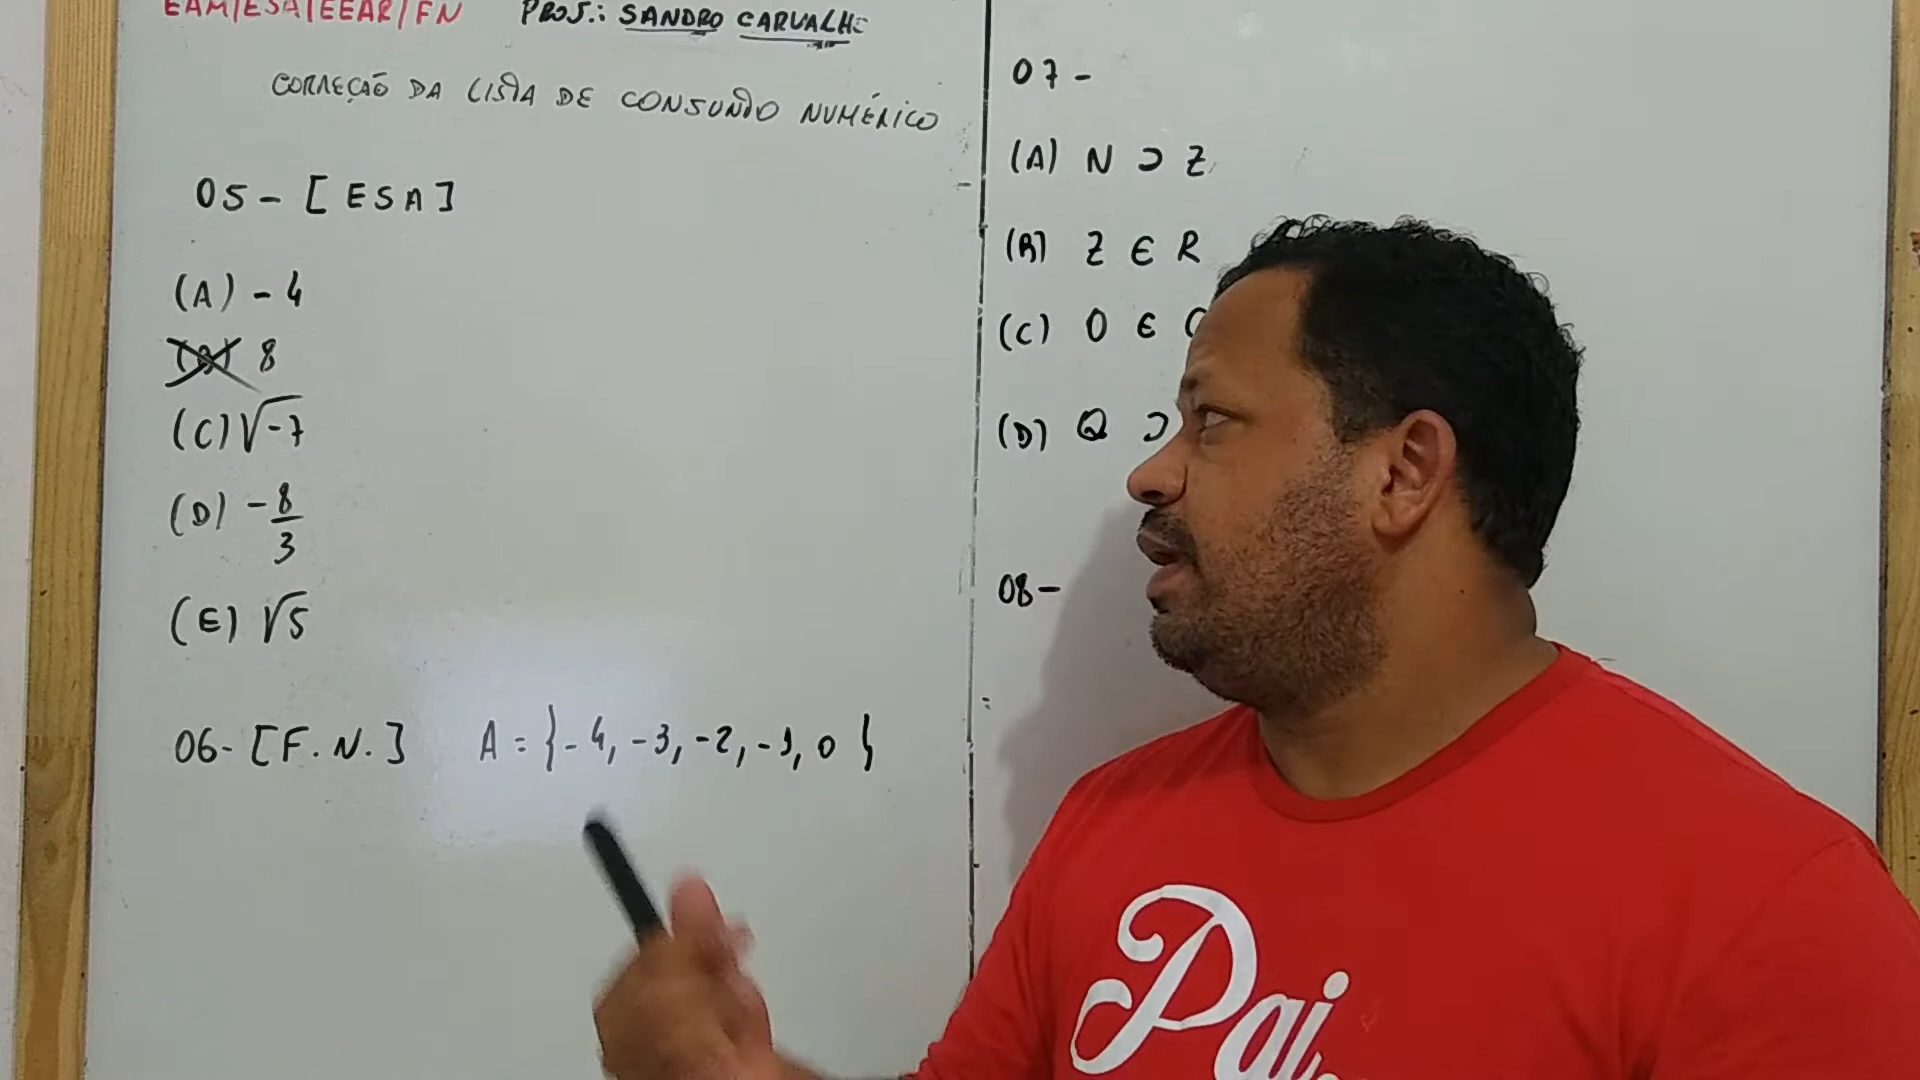 EAM/ESA/EEAR/FN PROF.: SANDRO CARVALHO
CORREÇÃO DA LISTA DE CONJUNTO NUMÉRICO
05 - [ESA]
(A) - 4
(B) 8
(C) √-7
(D) - 8/3
(E) √5
06- [F.N.] A = {-4, -3, -2, -1, 0}
07 -
(A) N ⊃ Z
(B) Z ∈ R
(C) 0 ∈
(D) Q ⊃
08-
Pai